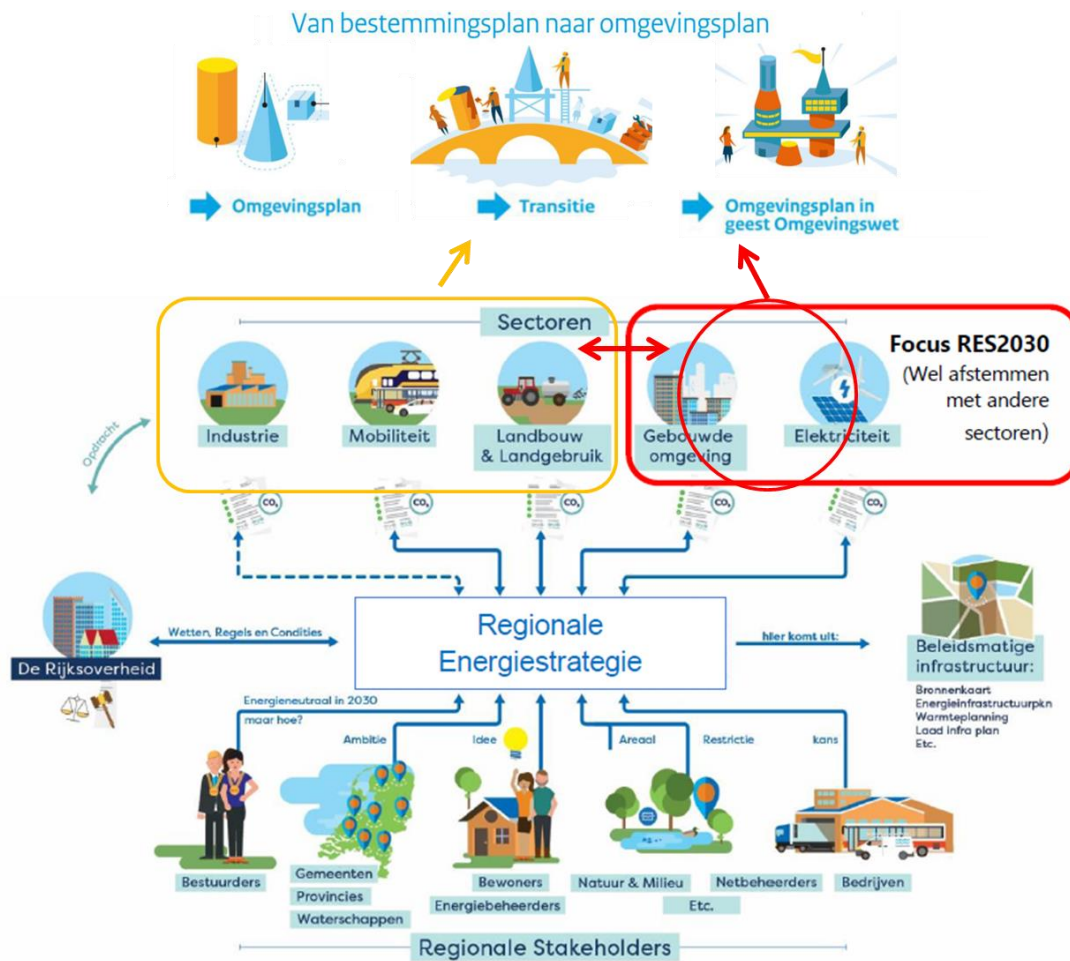 Van bestemmingsplan naar omgevingsplan
Omgevingsplan
Transitie
Omgevingsplan in
geest Omgevingswet
Sectoren
Industrie
Mobiliteit
Landbouw
& Landgebruik
Gebouwde
omgeving
Elektriciteit
Focus RES2030
(Wel afstemmen
met andere
sectoren)
Opdracht
CO₂
CO₂
CO₂
CO₂
CO₂
De Rijksoverheid
Wetten, Regels en Condities
Regionale
Energiestrategie
hier komt uit:
Beleidsmatige
infrastructuur:
Bronnenkaart
Energieinfrastructuurpkn
Warmteplanning
Laad infra plan
Etc.
Energieneutraal in 2030
maar hoe?
Ambitie
Idee
Areaal
Restrictie
kans
Bestuurders
Gemeenten
Provincies
Waterschappen
Bewoners
Energiebeheerders
Natuur & Milieu
Netbeheerders
Etc.
Bedrijven
Regionale Stakeholders